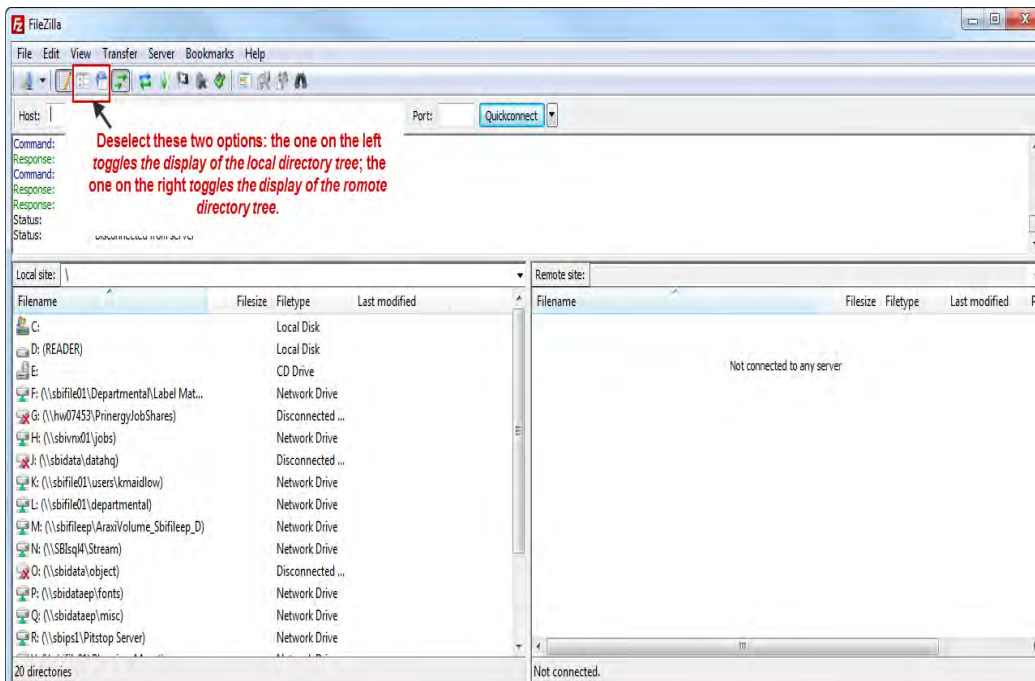 FileZilla
File Edit View Transfer Server Bookmarks Help
Host: Port: Quickconnect
Deselect these two options: the one on the left
toggles the display of the local directory tree; the
one on the right toggles the display of the romote
directory tree.
Command:
Response:
Command:
Response:
Response:
Status:
Status: Disconnected from server
Local site: \
Filename Filesize Filetype Last modified
C: Local Disk
D: (READER) Local Disk
E: CD Drive
F: (\\sbifile01\Departmental\Label Mat... Network Drive
G: (\\hw07453\PrinergyJobShares) Disconnected ...
H: (\\sbivnx01\jobs) Network Drive
J: (\\sbidata\datahq) Disconnected ...
K: (\\sbifile01\users\kmaidlow) Network Drive
L: (\\sbifile01\departmental) Network Drive
M: (\\sbifileep\AraxiVolume_Sbifileep_D) Network Drive
N: (\\SBIsql4\Stream) Network Drive
O: (\\sbidata\object) Disconnected ...
P: (\\sbidataep\fonts) Network Drive
Q: (\\sbidataep\misc) Network Drive
R: (\\sbips1\Pitstop Server) Network Drive
20 directories
Remote site:
Filename Filesize Filetype Last modified
Not connected to any server
Not connected.